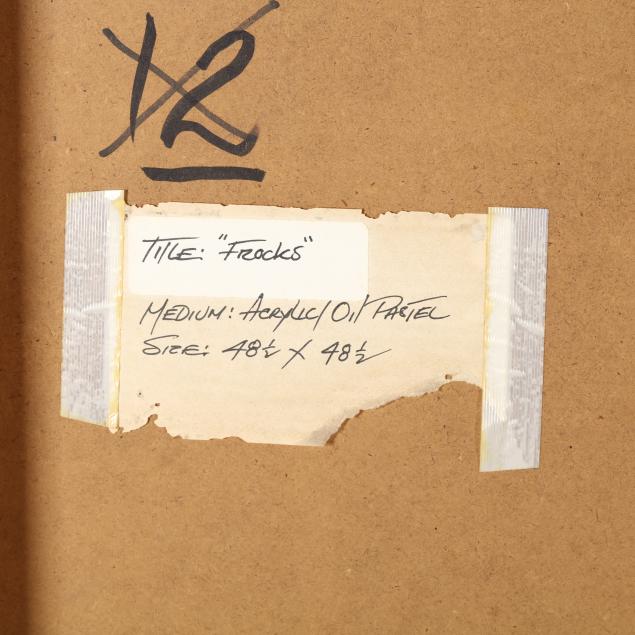 12
TITLE: "FROCKS"
MEDIUM: ACRYLIC/OIL PASTEL
SIZE: 48½ X 48½